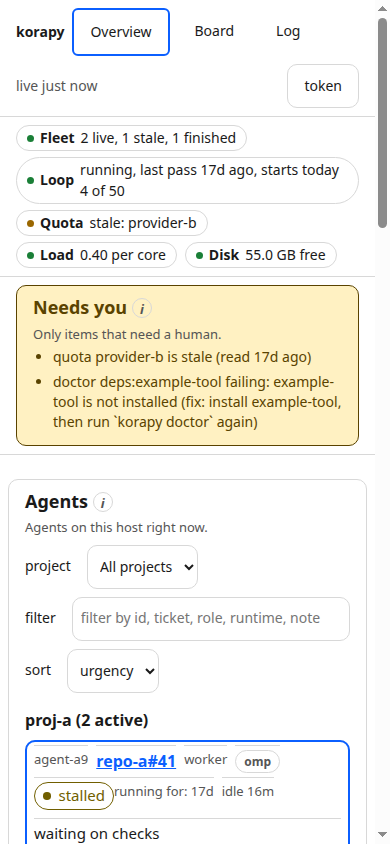 korapy Overview Board Log
live just now token
Fleet 2 live, 1 stale, 1 finished
Loop running, last pass 17d ago, starts today
4 of 50
Quota stale: provider-b
Load 0.40 per core Disk 55.0 GB free
Needs you i
Only items that need a human.
• quota provider-b is stale (read 17d ago)
• doctor deps:example-tool failing: example-
tool is not installed (fix: install example-tool,
then run `korapy doctor` again)
Agents i
Agents on this host right now.
project All projects
filter filter by id, ticket, role, runtime, note
sort urgency
proj-a (2 active)
agent-a9 repo-a#41 worker omp
stalled running for: 17d idle 16m
waiting on checks